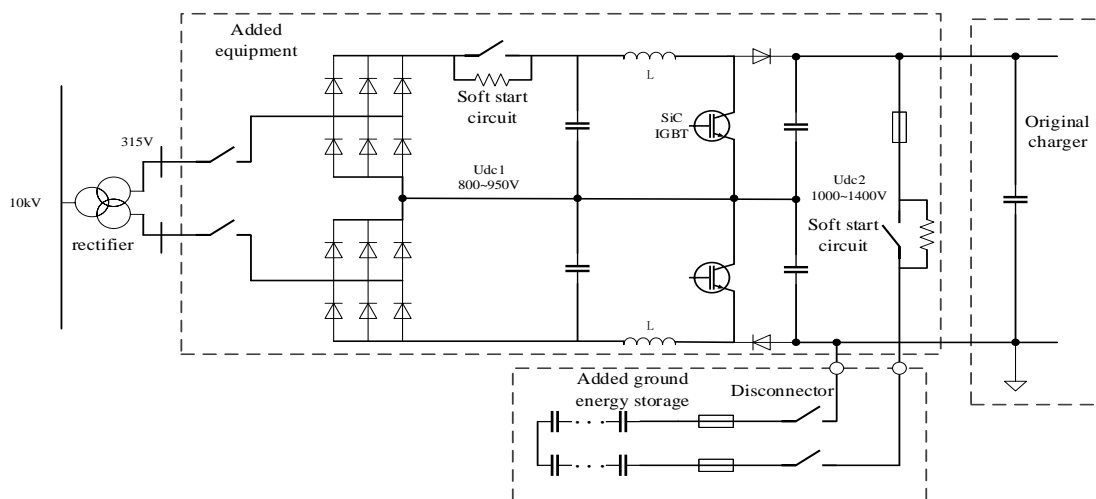 Added
equipment
Soft start
circuit
L
SiC
IGBT
315V
10kV
rectifier
Udc1
800~950V
Udc2
1000~1400V
Soft start
circuit
Original
charger
L
Added ground
energy storage
Disconnector